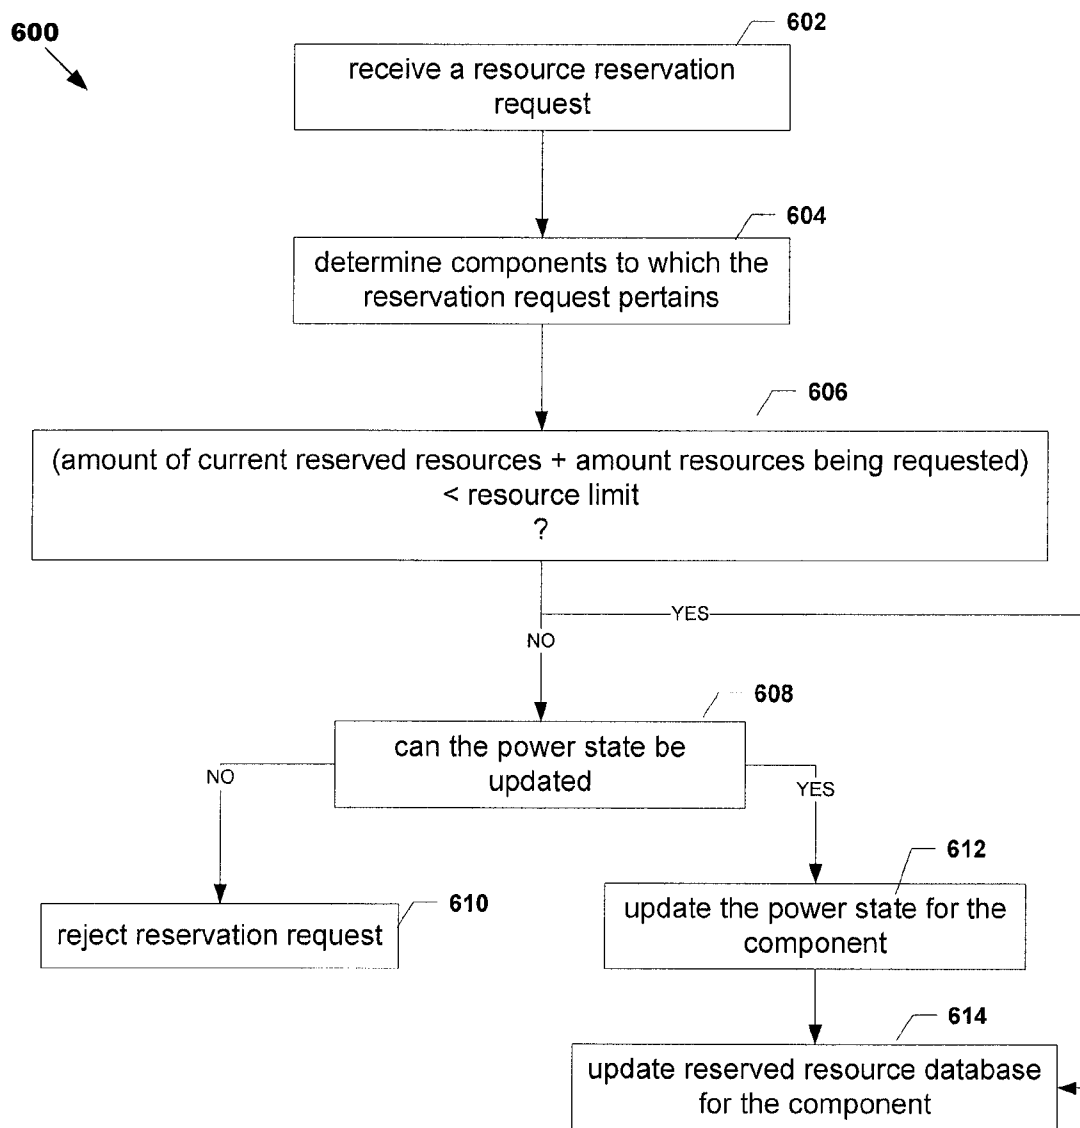 600
602
receive a resource reservation
request
604
determine components to which the
reservation request pertains
606
(amount of current reserved resources + amount resources being requested)
< resource limit
?
YES
NO
608
can the power state be
updated
NO
YES
612
update the power state for the
component
610
reject reservation request
614
update reserved resource database
for the component